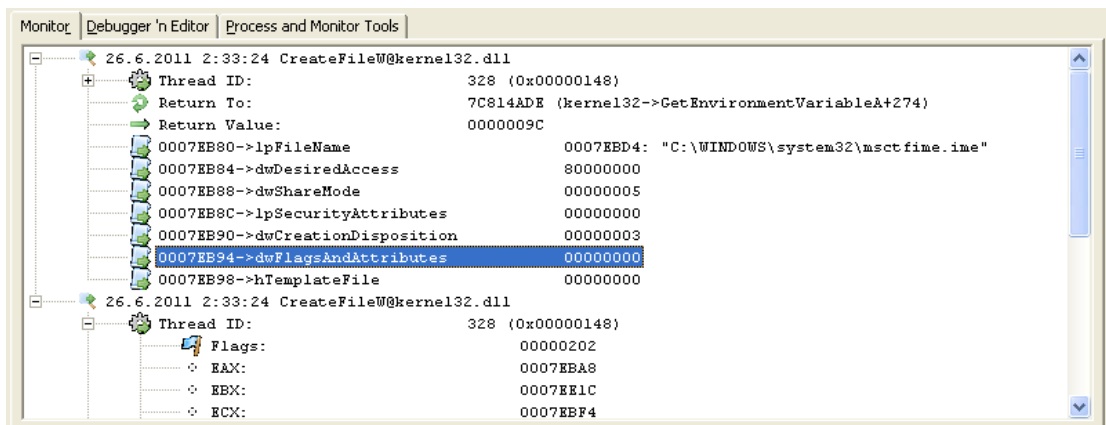 Monitor Debugger 'n Editor Process and Monitor Tools
26.6.2011 2:33:24 CreateFileW@kernel32.dll
Thread ID: 328 (0x00000148)
Return To: 7C814ADE (kernel32->GetEnvironmentVariableA+274)
Return Value: 0000009C
0007EB80->lpFileName 0007EBD4: "C:\WINDOWS\system32\msctfime.ime"
0007EB84->dwDesiredAccess 80000000
0007EB88->dwShareMode 00000005
0007EB8C->lpSecurityAttributes 00000000
0007EB90->dwCreationDisposition 00000003
0007EB94->dwFlagsAndAttributes 00000000
0007EB98->hTemplateFile 00000000
26.6.2011 2:33:24 CreateFileW@kernel32.dll
Thread ID: 328 (0x00000148)
Flags: 00000202
EAX: 0007EBA8
EBX: 0007EE1C
ECX: 0007EBF4